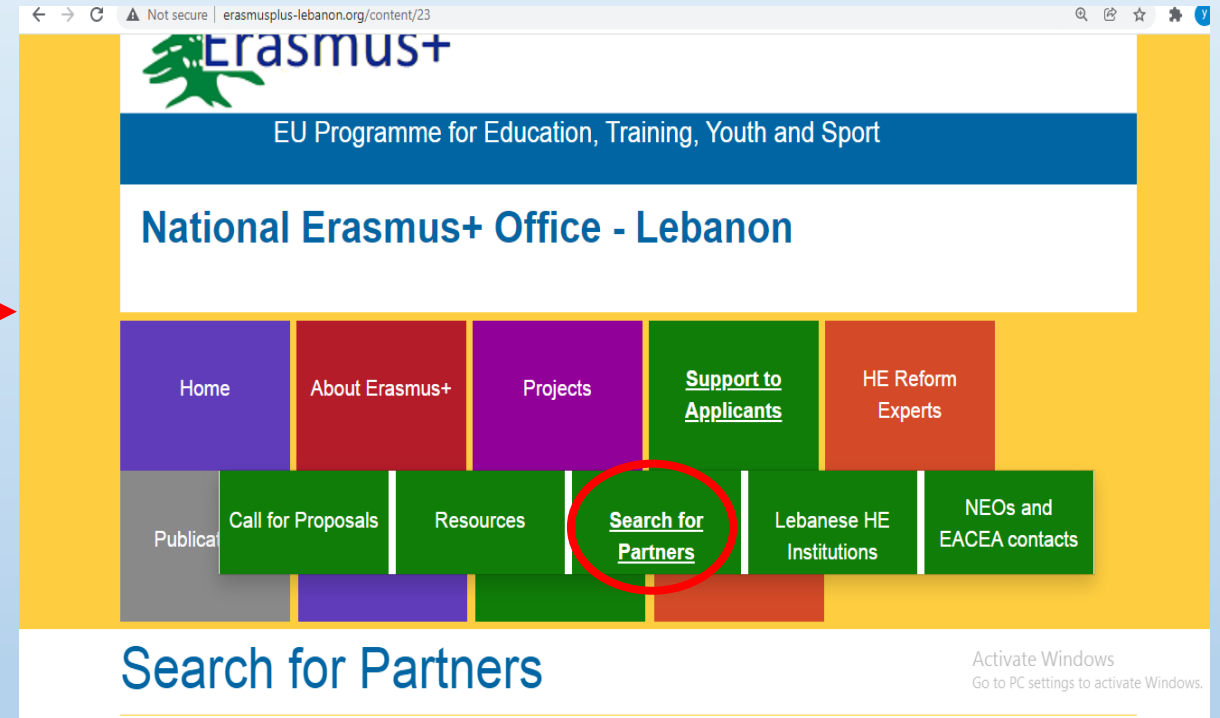 Not secure | erasmusplus-lebanon.org/content/23
y
Erasmus+
EU Programme for Education, Training, Youth and Sport
National Erasmus+ Office - Lebanon
Home
About Erasmus+
Projects
Support to
Applicants
HE Reform
Experts
Publicat
Call for Proposals
Resources
Search for
Partners
Lebanese HE
Institutions
NEOs and
EACEA contacts
Search for Partners
Activate Windows
Go to PC settings to activate Windows.